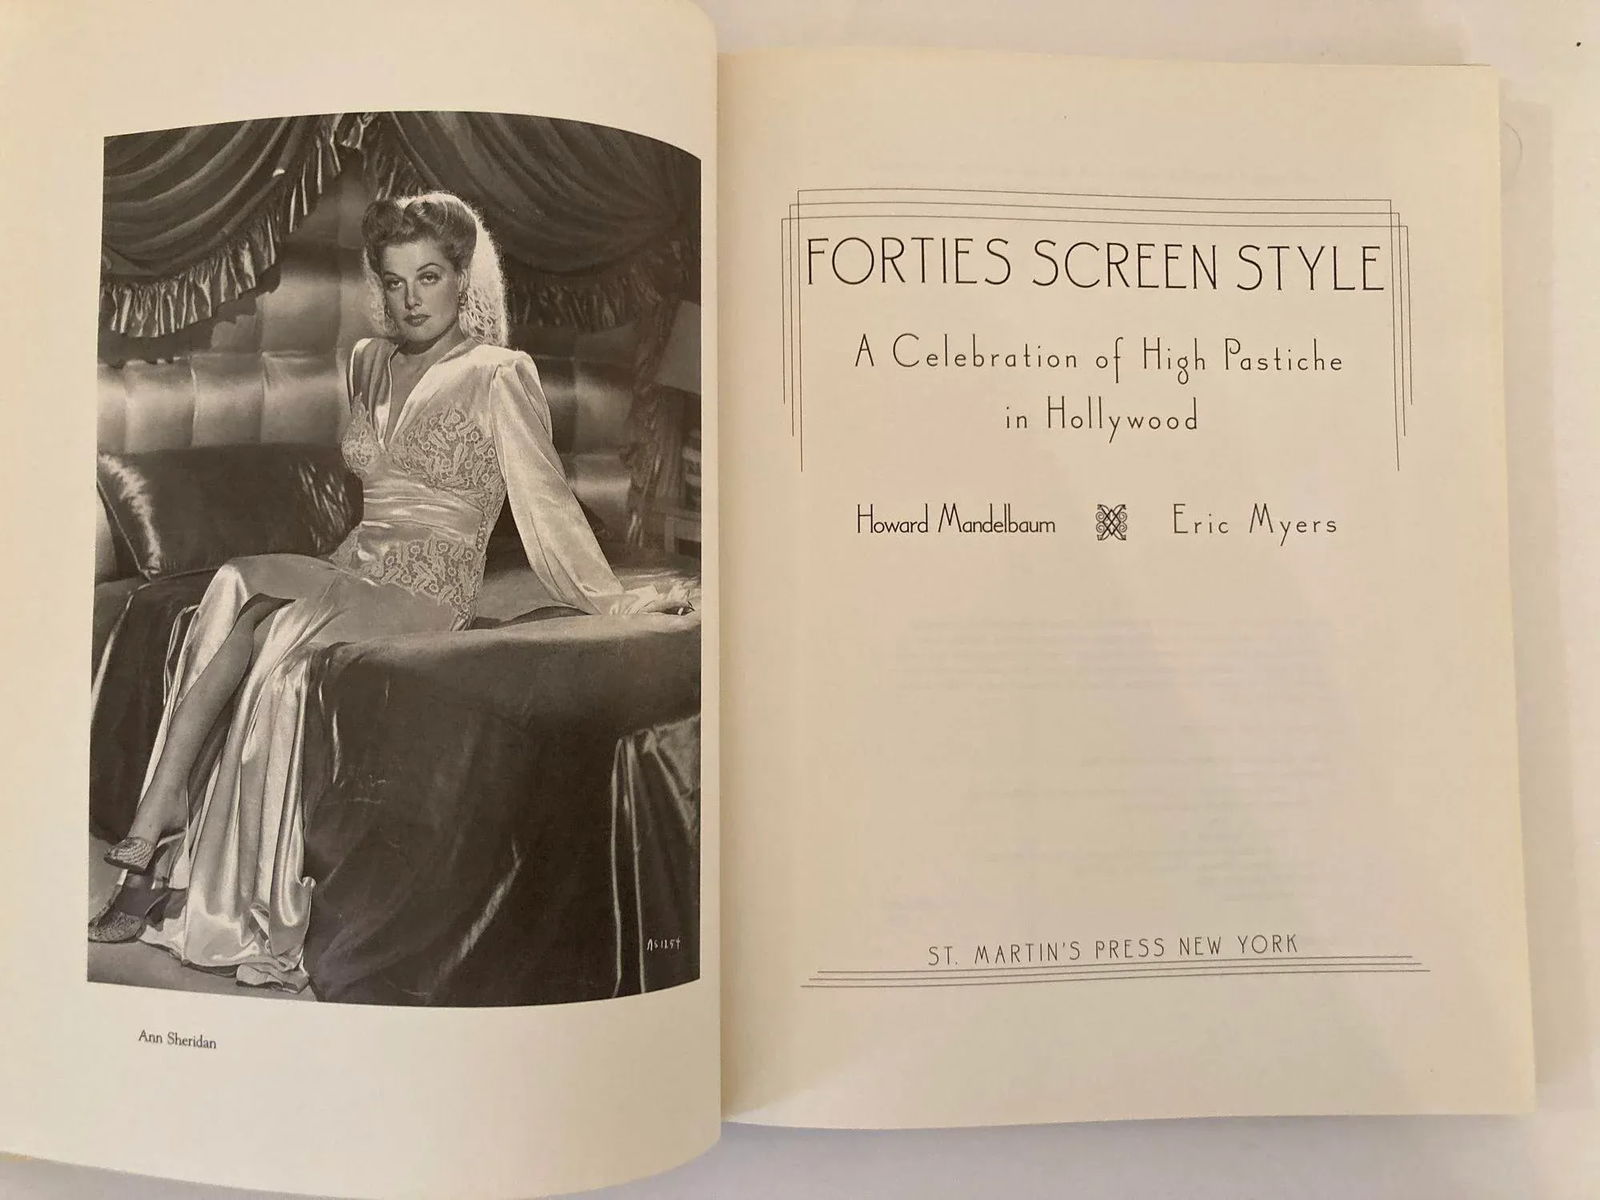 Ann Sheridan
AS1254
FORTIES SCREEN STYLE
A Celebration of High Pastiche
in Hollywood
Howard Mandelbaum Eric Myers
ST. MARTIN'S PRESS NEW YORK